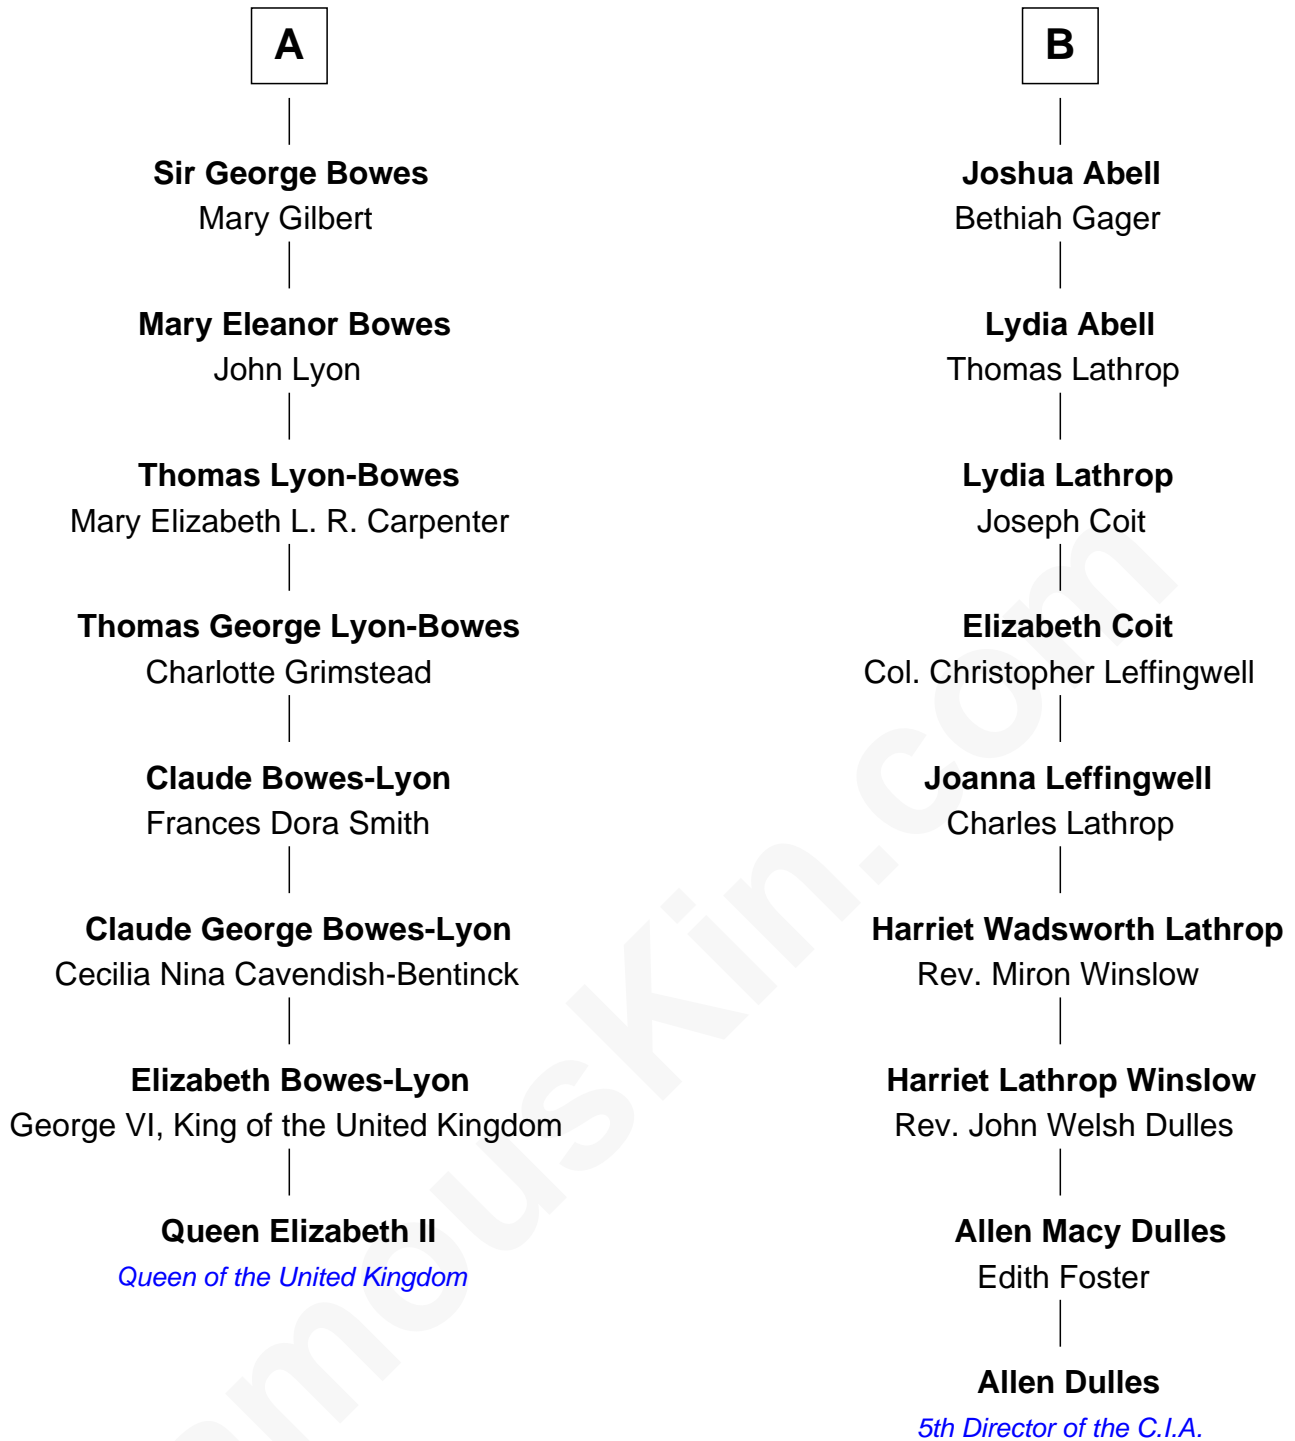 A
Sir George Bowes
Mary Gilbert
Mary Eleanor Bowes
John Lyon
Thomas Lyon-Bowes
Mary Elizabeth L. R. Carpenter
Thomas George Lyon-Bowes
Charlotte Grimstead
Claude Bowes-Lyon
Frances Dora Smith
Claude George Bowes-Lyon
Cecilia Nina Cavendish-Bentinck
Elizabeth Bowes-Lyon
George VI, King of the United Kingdom
Queen Elizabeth II
Queen of the United Kingdom
B
Joshua Abell
Bethiah Gager
Lydia Abell
Thomas Lathrop
Lydia Lathrop
Joseph Coit
Elizabeth Coit
Col. Christopher Leffingwell
Joanna Leffingwell
Charles Lathrop
Harriet Wadsworth Lathrop
Rev. Miron Winslow
Harriet Lathrop Winslow
Rev. John Welsh Dulles
Allen Macy Dulles
Edith Foster
Allen Dulles
5th Director of the C.I.A.
amousKin.com